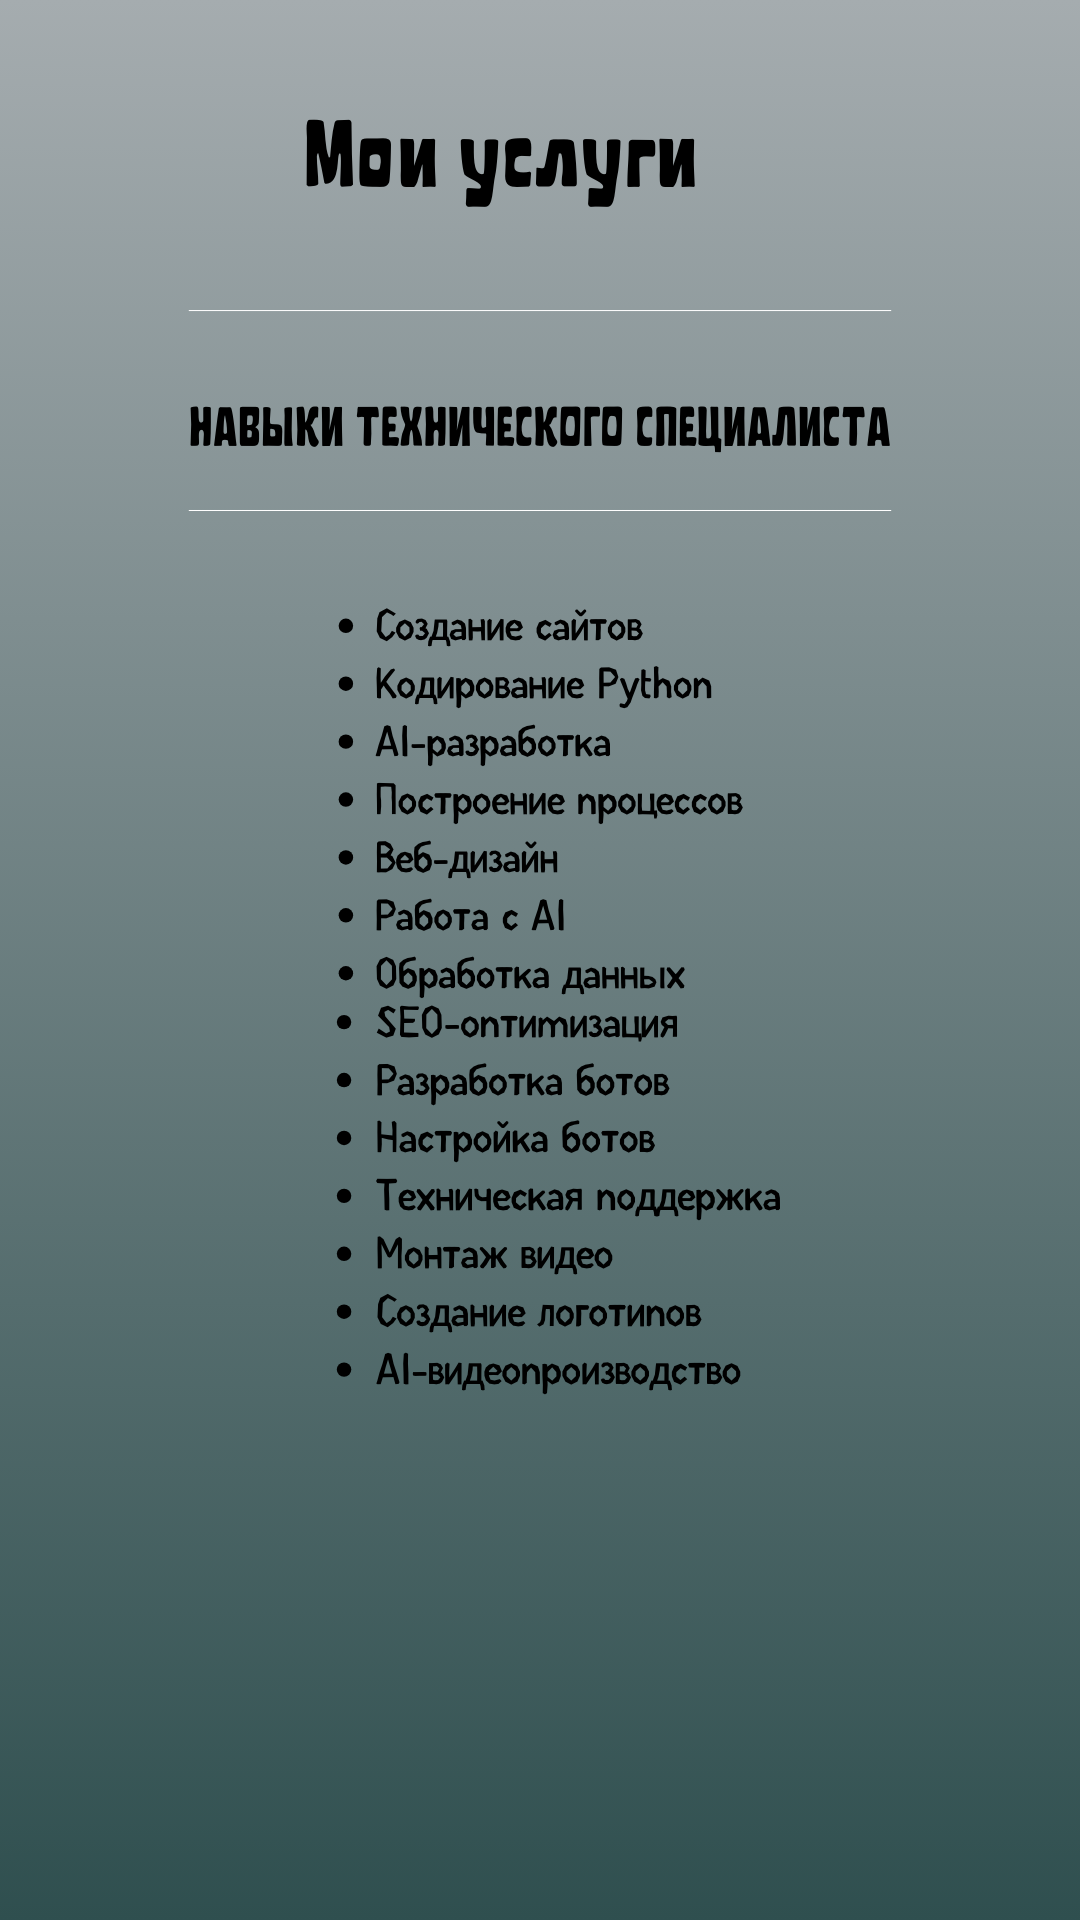 Мои услуги
НАВЫКИ ТЕХНИЧЕСКОГО СПЕЦИАЛИСТА
• Создание сайтов
• Кодирование Python
• AI-разработка
• Построение процессов
• Веб-дизайн
• Работа с AI
• Обработка данных
• SEO-оптимизация
• Разработка ботов
• Настройка ботов
• Техническая поддержка
• Монтаж видео
• Создание логотипов
• AI-видеопроизводство